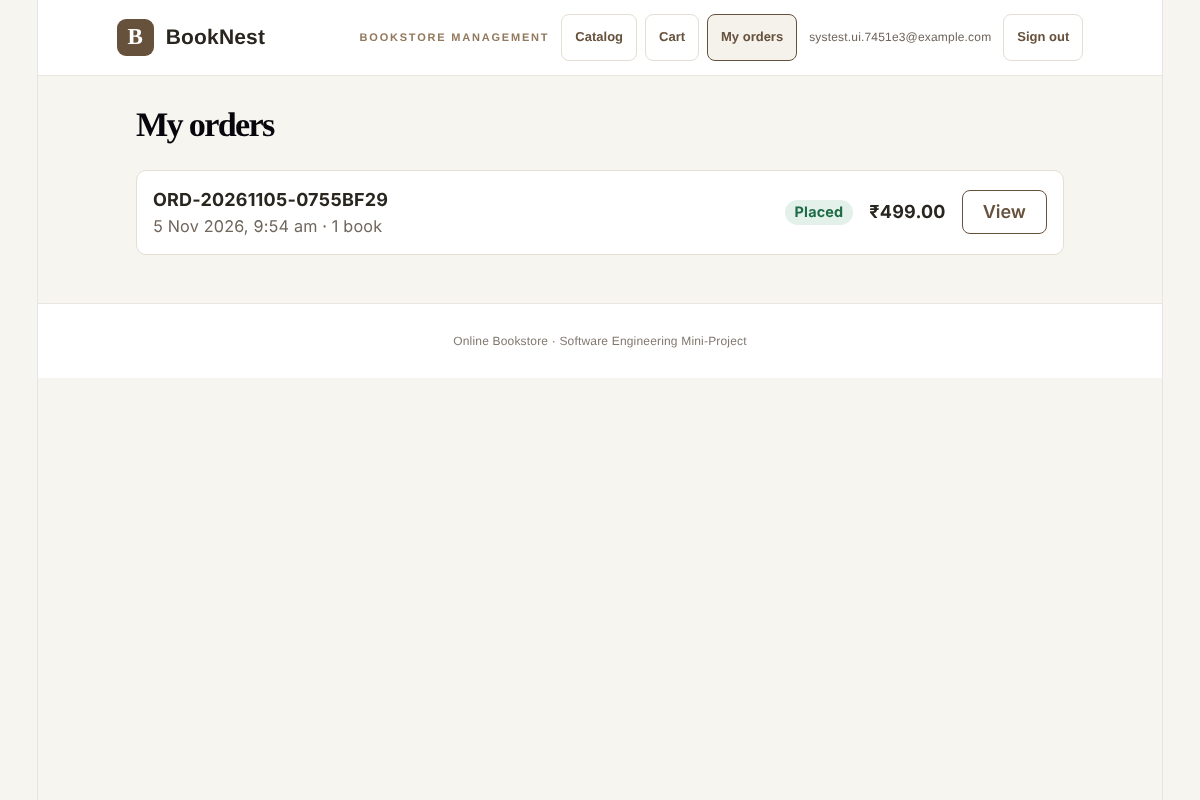 B BookNest BOOKSTORE MANAGEMENT Catalog Cart My orders systest.ui.7451e3@example.com Sign out
My orders
ORD-20261105-0755BF29
5 Nov 2026, 9:54 am · 1 book
Placed ₹499.00 View
Online Bookstore · Software Engineering Mini-Project